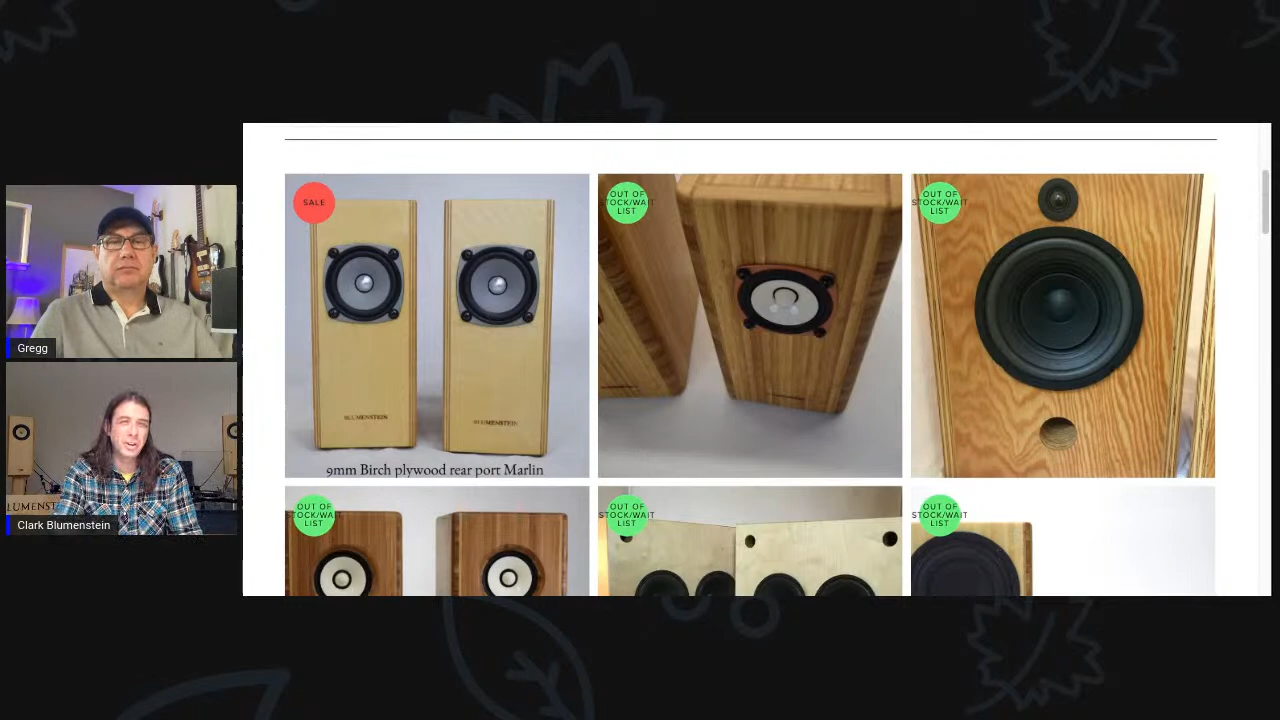 SALE
OUT OF
STOCK/WAIT
LIST
OUT OF
STOCK/WAIT
LIST
BLUMENSTEIN
BLUMENSTEIN
9mm Birch plywood rear port Marlin
OUT OF
STOCK/WAIT
LIST
OUT OF
STOCK/WAIT
LIST
OUT OF
STOCK/WAIT
LIST
Gregg
LUMENST
Clark Blumenstein